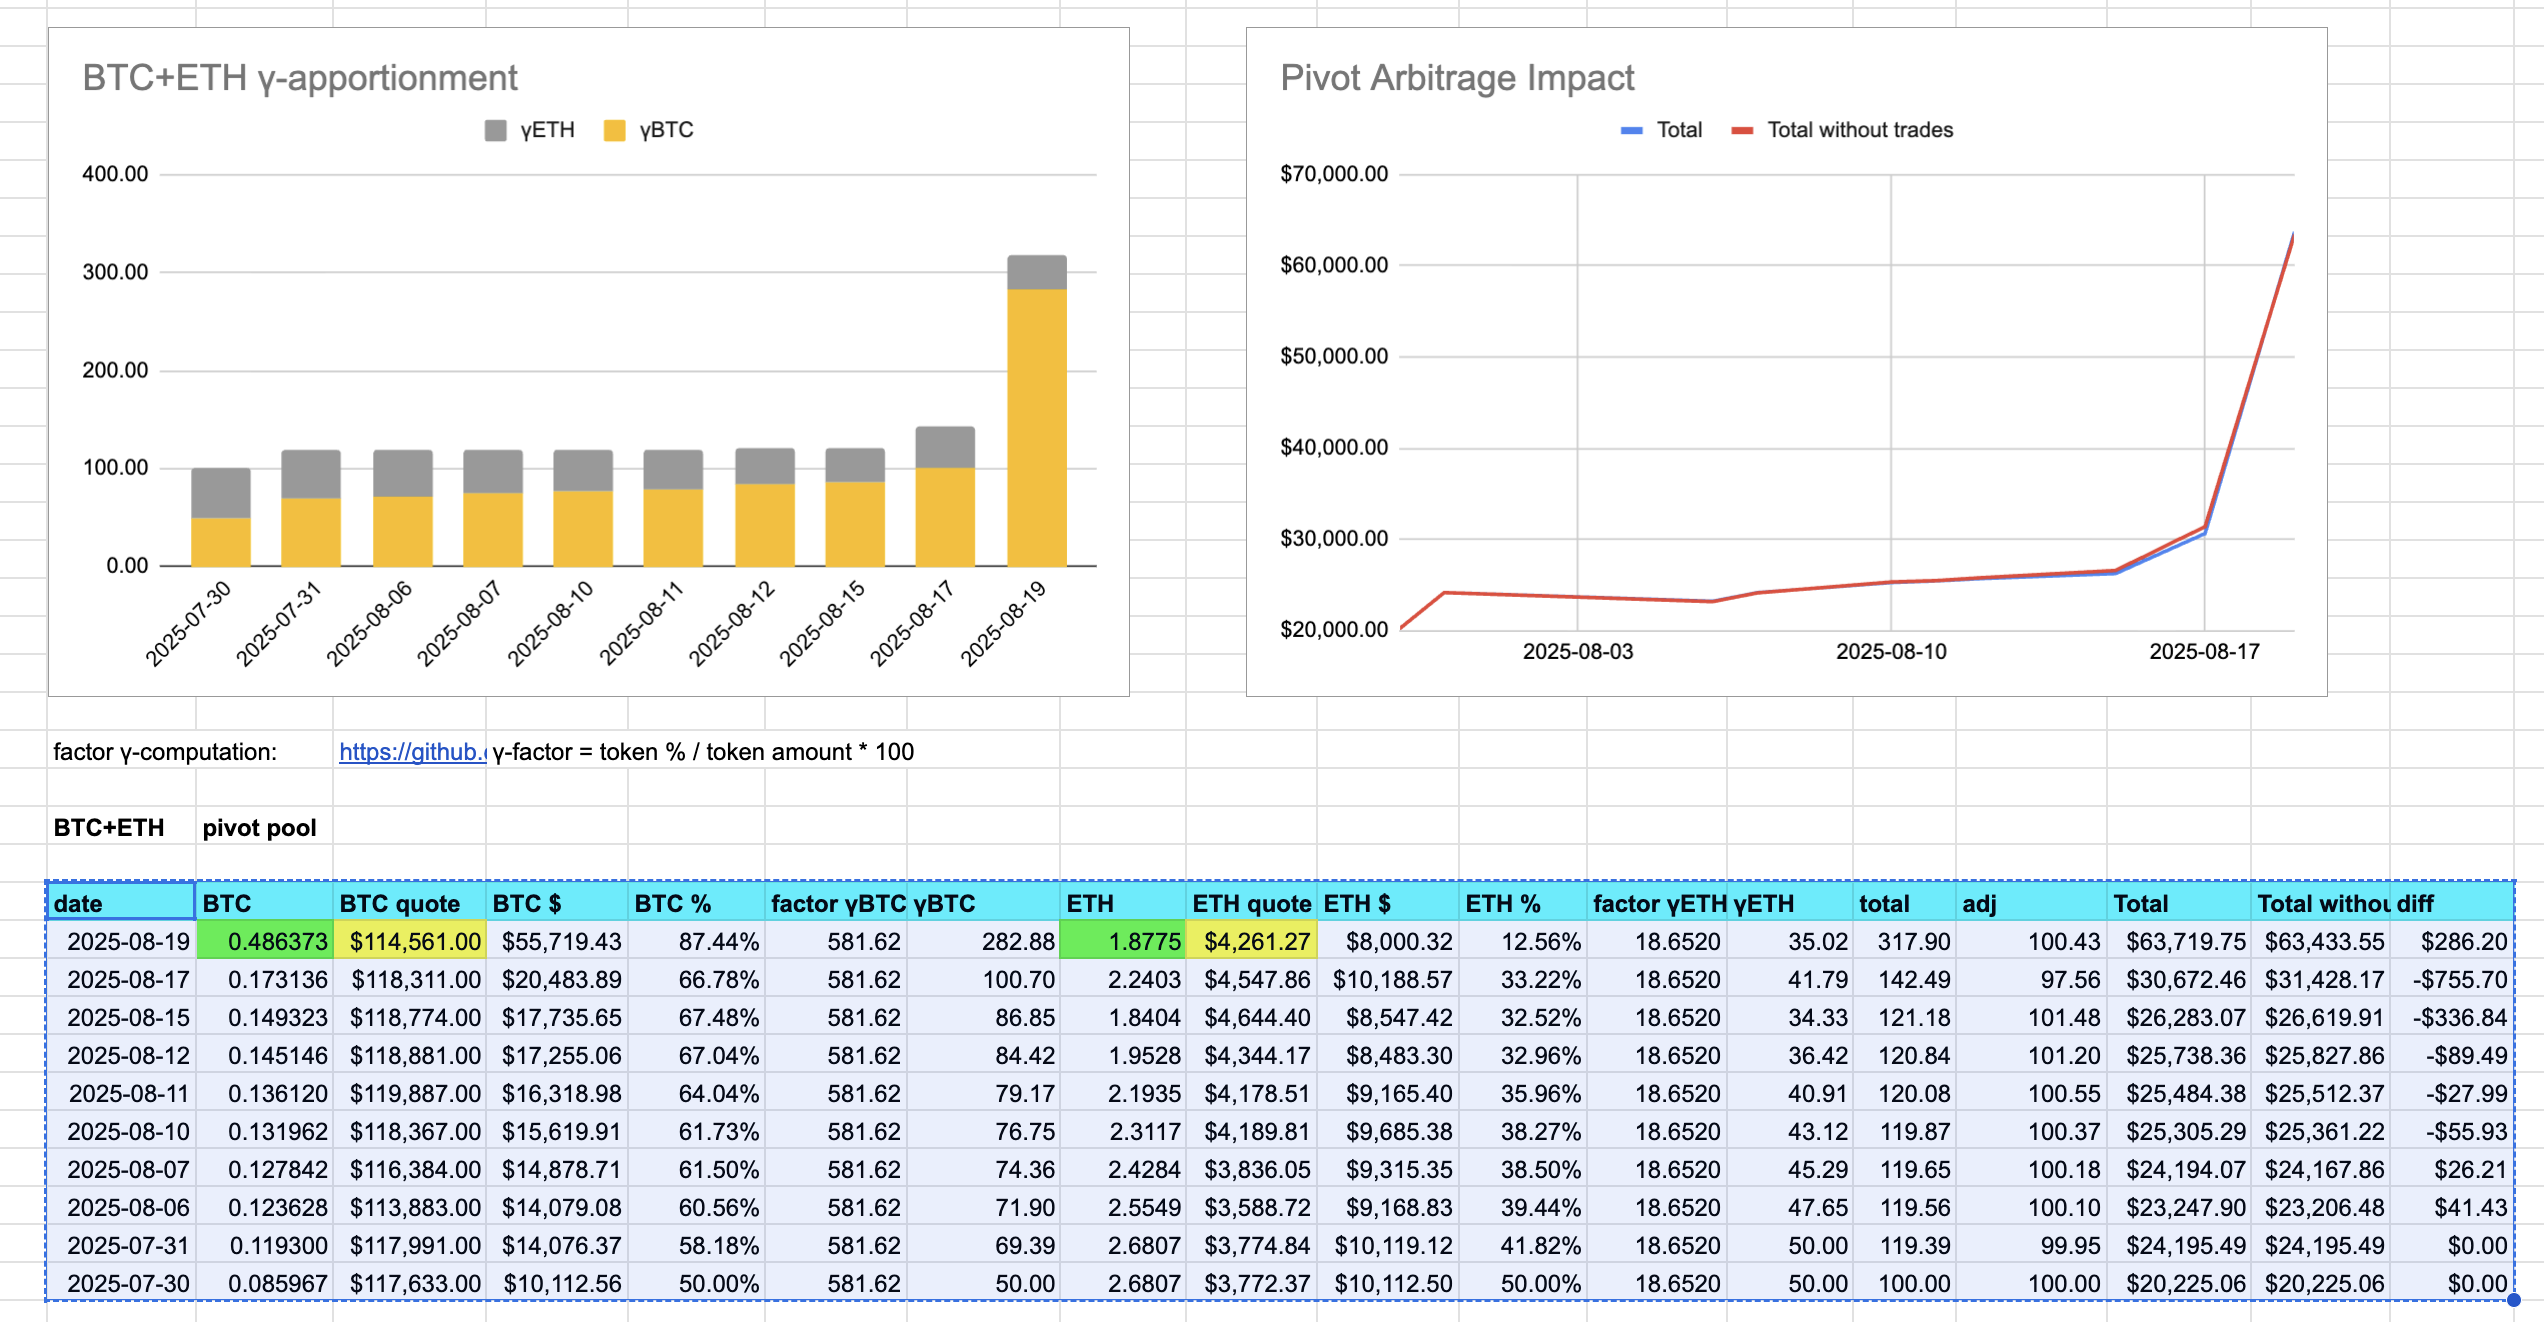 BTC+ETH γ-apportionment
γETH γBTC
400.00
300.00
200.00
100.00
0.00
2025-07-30 2025-07-31 2025-08-06 2025-08-07 2025-08-10 2025-08-11 2025-08-12 2025-08-15 2025-08-17 2025-08-19
Pivot Arbitrage Impact
Total Total without trades
$70,000.00
$60,000.00
$50,000.00
$40,000.00
$30,000.00
$20,000.00
2025-08-03 2025-08-10 2025-08-17
factor γ-computation: https://github. γ-factor = token % / token amount * 100
BTC+ETH pivot pool
date BTC BTC quote BTC $ BTC % factor γBTC γBTC ETH ETH quote ETH $ ETH % factor γETH γETH total adj Total Total withou diff
2025-08-19 0.486373 $114,561.00 $55,719.43 87.44% 581.62 282.88 1.8775 $4,261.27 $8,000.32 12.56% 18.6520 35.02 317.90 100.43 $63,719.75 $63,433.55 $286.20
2025-08-17 0.173136 $118,311.00 $20,483.89 66.78% 581.62 100.70 2.2403 $4,547.86 $10,188.57 33.22% 18.6520 41.79 142.49 97.56 $30,672.46 $31,428.17 -$755.70
2025-08-15 0.149323 $118,774.00 $17,735.65 67.48% 581.62 86.85 1.8404 $4,644.40 $8,547.42 32.52% 18.6520 34.33 121.18 101.48 $26,283.07 $26,619.91 -$336.84
2025-08-12 0.145146 $118,881.00 $17,255.06 67.04% 581.62 84.42 1.9528 $4,344.17 $8,483.30 32.96% 18.6520 36.42 120.84 101.20 $25,738.36 $25,827.86 -$89.49
2025-08-11 0.136120 $119,887.00 $16,318.98 64.04% 581.62 79.17 2.1935 $4,178.51 $9,165.40 35.96% 18.6520 40.91 120.08 100.55 $25,484.38 $25,512.37 -$27.99
2025-08-10 0.131962 $118,367.00 $15,619.91 61.73% 581.62 76.75 2.3117 $4,189.81 $9,685.38 38.27% 18.6520 43.12 119.87 100.37 $25,305.29 $25,361.22 -$55.93
2025-08-07 0.127842 $116,384.00 $14,878.71 61.50% 581.62 74.36 2.4284 $3,836.05 $9,315.35 38.50% 18.6520 45.29 119.65 100.18 $24,194.07 $24,167.86 $26.21
2025-08-06 0.123628 $113,883.00 $14,079.08 60.56% 581.62 71.90 2.5549 $3,588.72 $9,168.83 39.44% 18.6520 47.65 119.56 100.10 $23,247.90 $23,206.48 $41.43
2025-07-31 0.119300 $117,991.00 $14,076.37 58.18% 581.62 69.39 2.6807 $3,774.84 $10,119.12 41.82% 18.6520 50.00 119.39 99.95 $24,195.49 $24,195.49 $0.00
2025-07-30 0.085967 $117,633.00 $10,112.56 50.00% 581.62 50.00 2.6807 $3,772.37 $10,112.50 50.00% 18.6520 50.00 100.00 100.00 $20,225.06 $20,225.06 $0.00